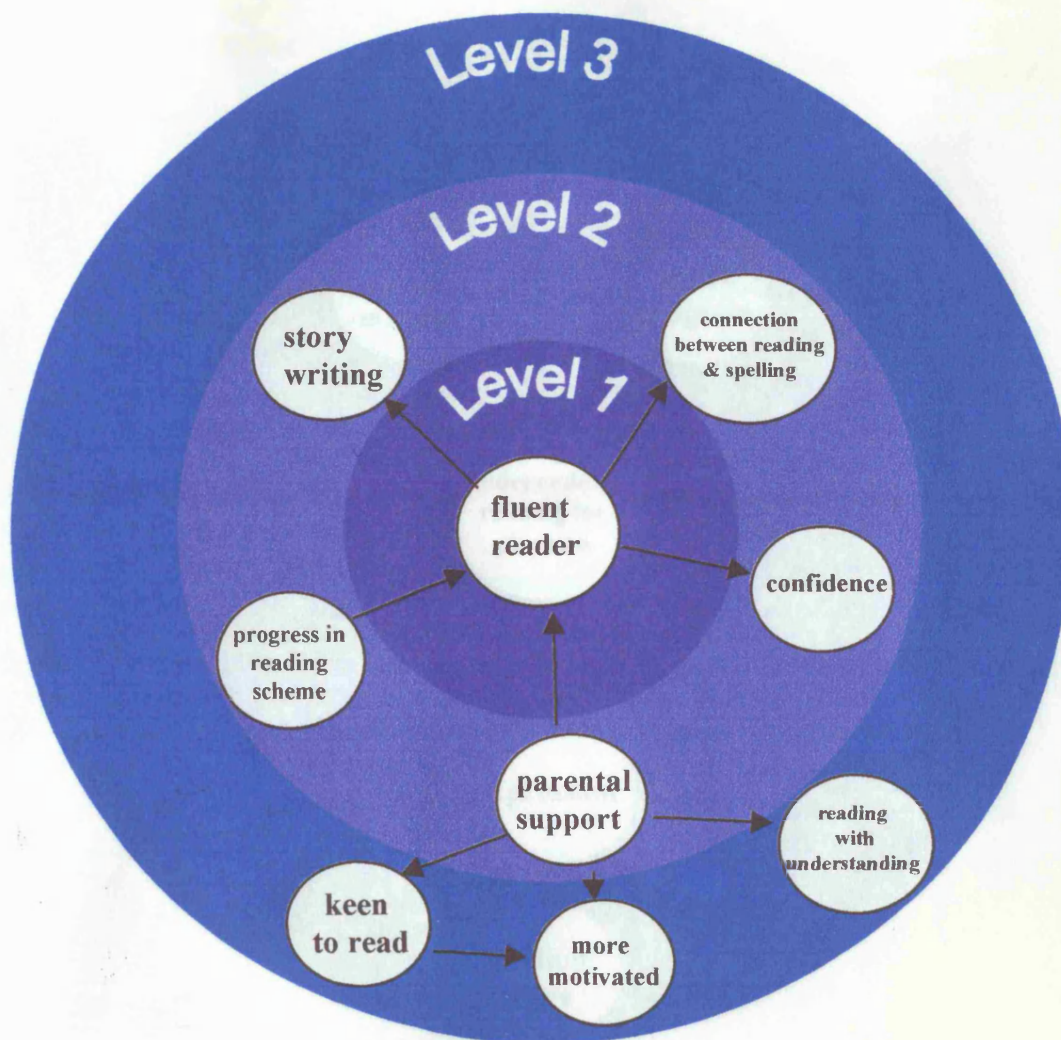 Level 3
Level 2
Level 1
story
writing
connection
between reading
& spelling
fluent
reader
confidence
progress in
reading
scheme
parental
support
reading
with
understanding
keen
to read
more
motivated